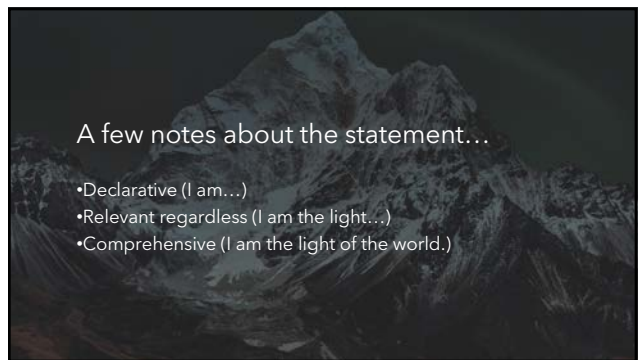 A few notes about the statement…
•Declarative (I am…)
•Relevant regardless (I am the light…)
•Comprehensive (I am the light of the world.)